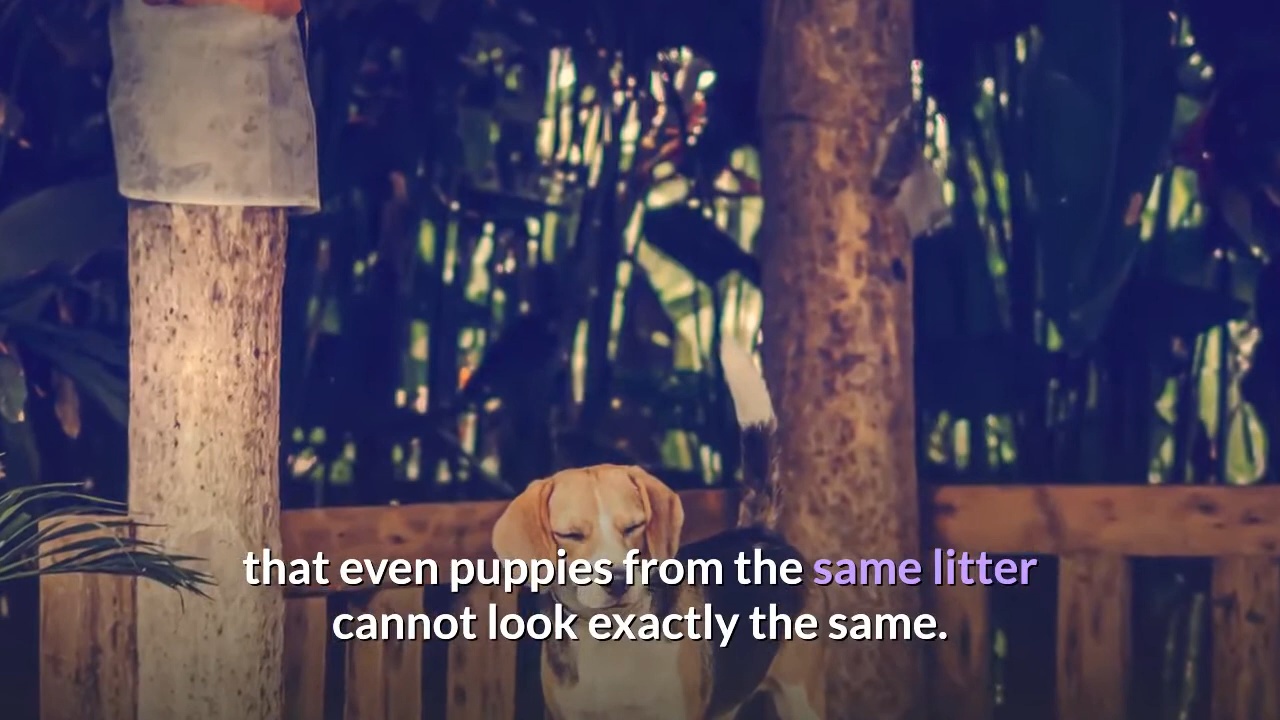 that even puppies from the same litter
cannot look exactly the same.